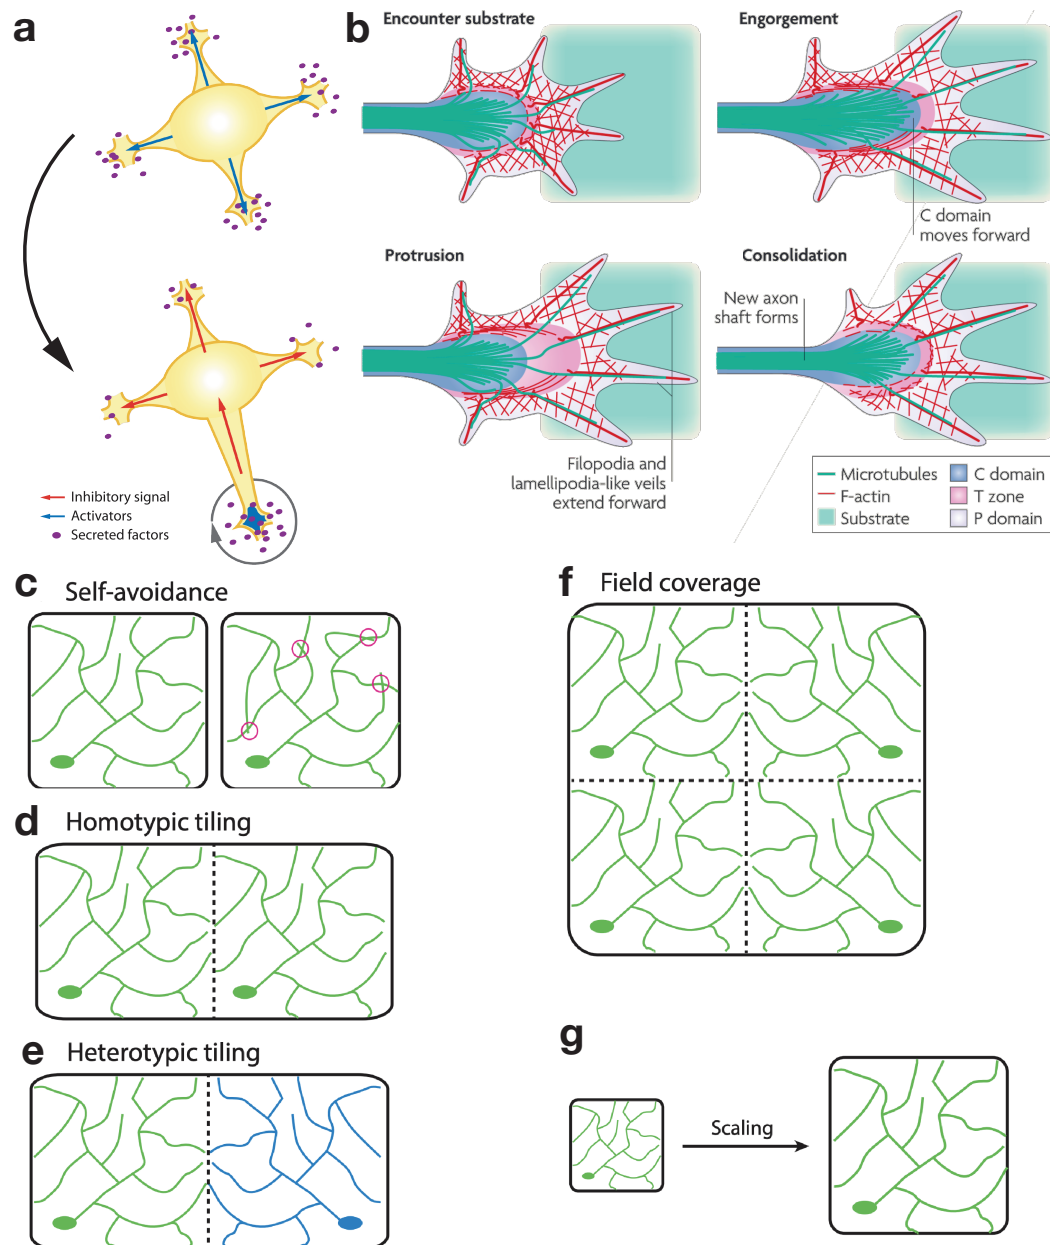 a
Inhibitory signal
Activators
Secreted factors
b
Encounter substrate
Engorgement
C domain
moves forward
Protrusion
Consolidation
New axon
shaft forms
Filopodia and
lamellipodia-like veils
extend forward
Microtubules
F-actin
Substrate
C domain
T zone
P domain
c
Self-avoidance
d
Homotypic tiling
e
Heterotypic tiling
f
Field coverage
g
Scaling